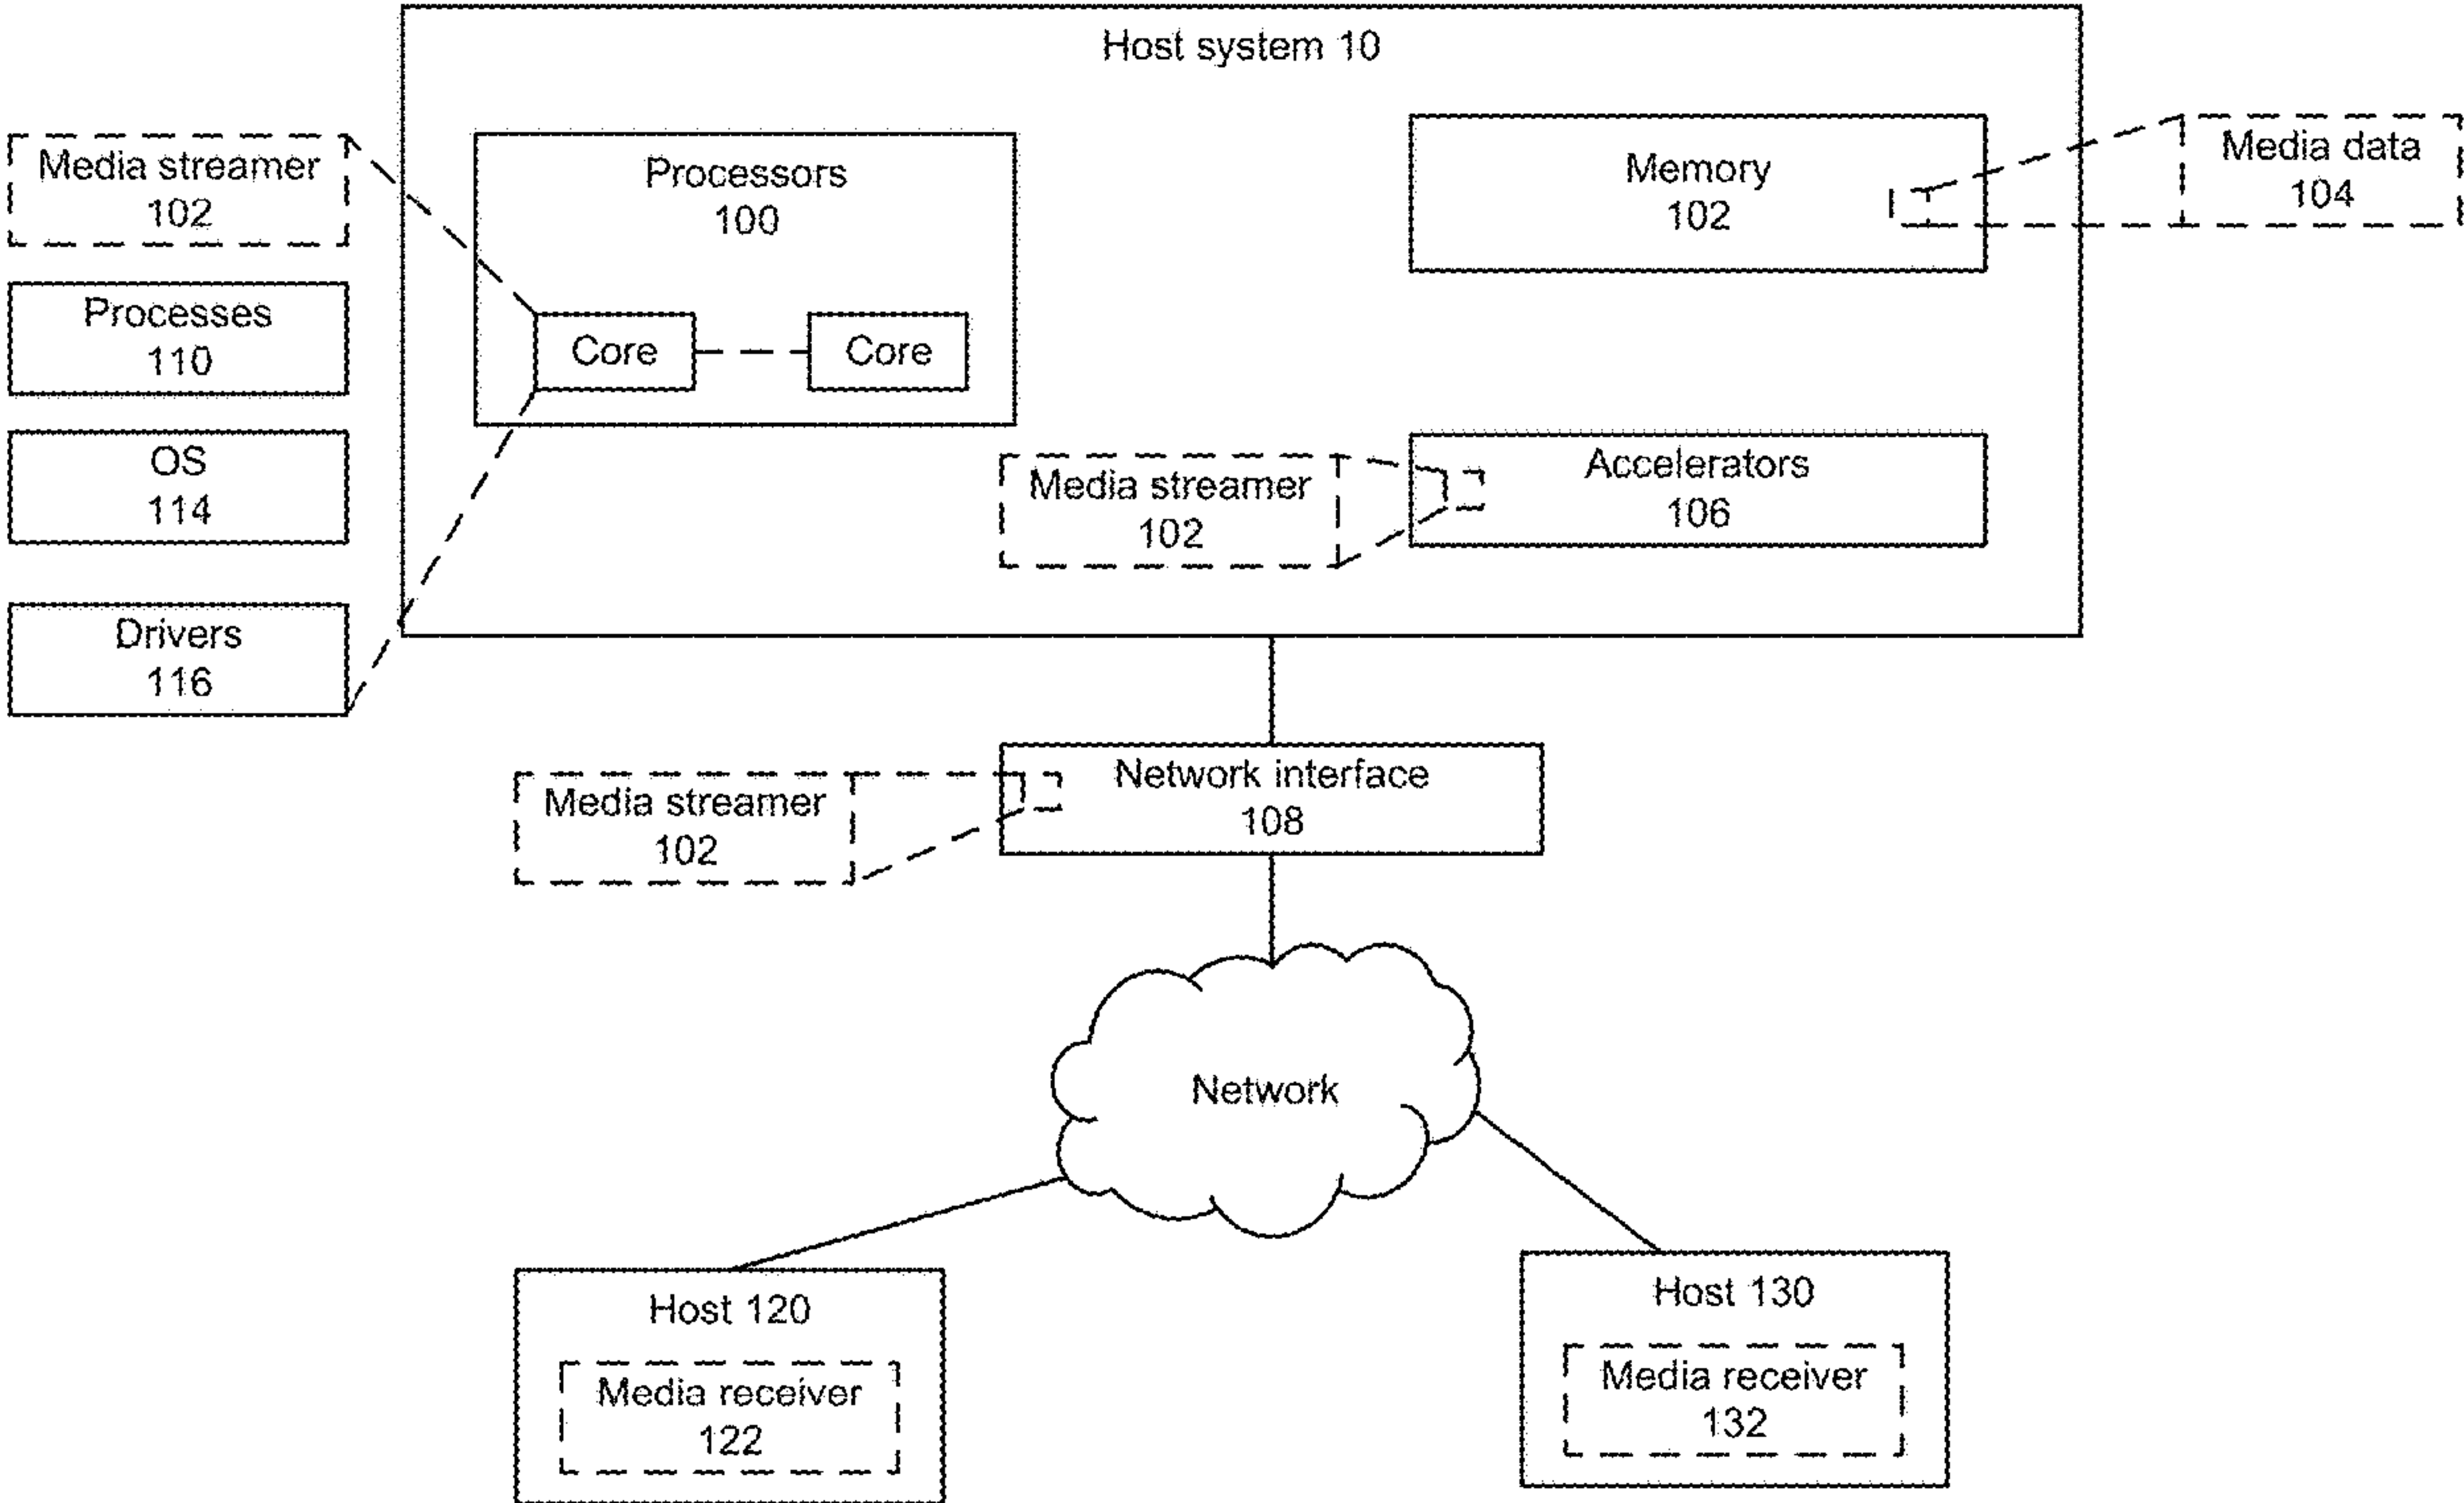 Host system 10
Media streamer
102
Processes
110
OS
114
Drivers
116
Processors
100
Core
Core
Memory
102
Media data
104
Media streamer
102
Accelerators
106
Media streamer
102
Network interface
108
Network
Host 120
Media receiver
122
Host 130
Media receiver
132